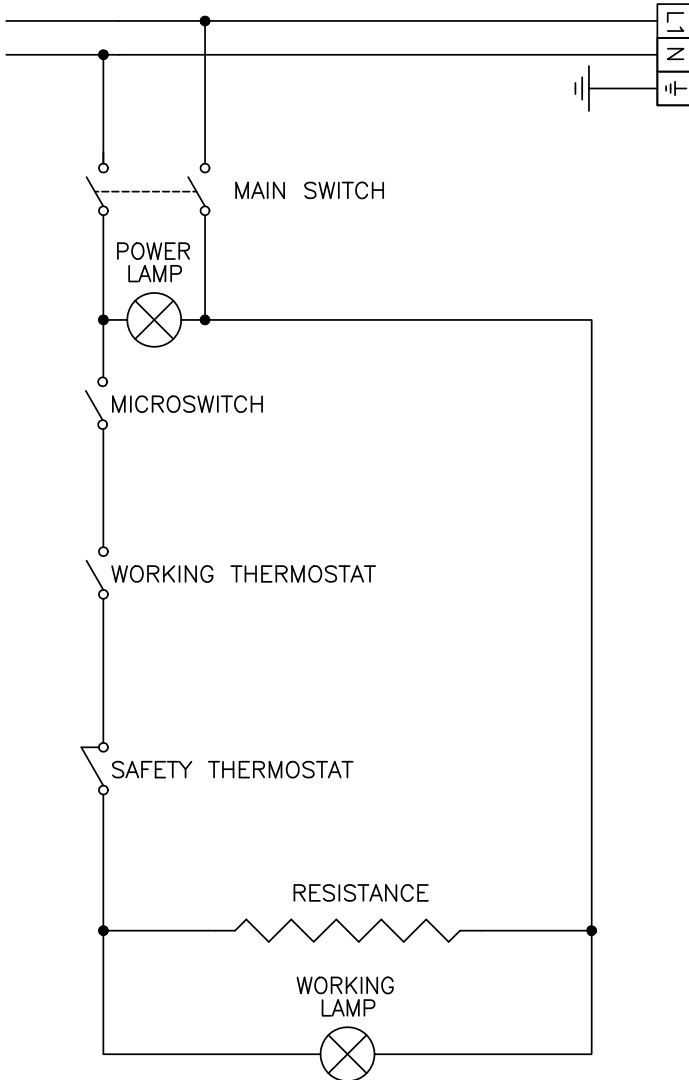 L1
N
MAIN SWITCH
POWER
LAMP
MICROSWITCH
WORKING THERMOSTAT
SAFETY THERMOSTAT
RESISTANCE
WORKING
LAMP